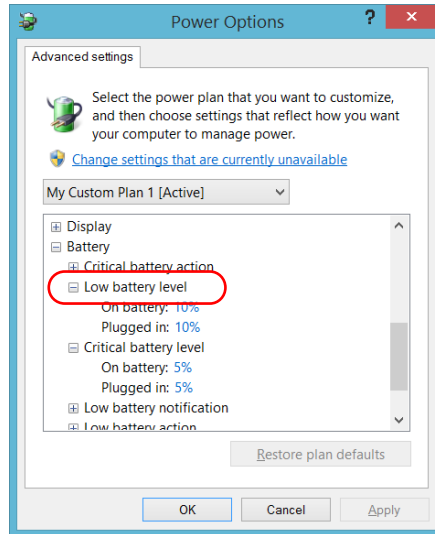 Power Options
?
Advanced settings
Select the power plan that you want to customize,
and then choose settings that reflect how you want
your computer to manage power.
Change settings that are currently unavailable
My Custom Plan 1 [Active]
Display
Battery
Critical battery action
Low battery level
On battery: 10%
Plugged in: 10%
Critical battery level
On battery: 5%
Plugged in: 5%
Low battery notification
Low battery action
Restore plan defaults
OK Cancel Apply